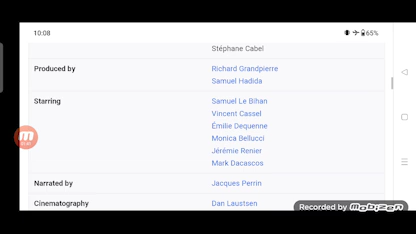 10:08
65%
Stéphane Cabel
Produced by
Richard Grandpierre
Samuel Hadida
Starring
Samuel Le Bihan
Vincent Cassel
Émilie Dequenne
Monica Bellucci
Jérémie Renier
Mark Dacascos
Narrated by
Jacques Perrin
Cinematography
Dan Laustsen
Recorded by Mobizen